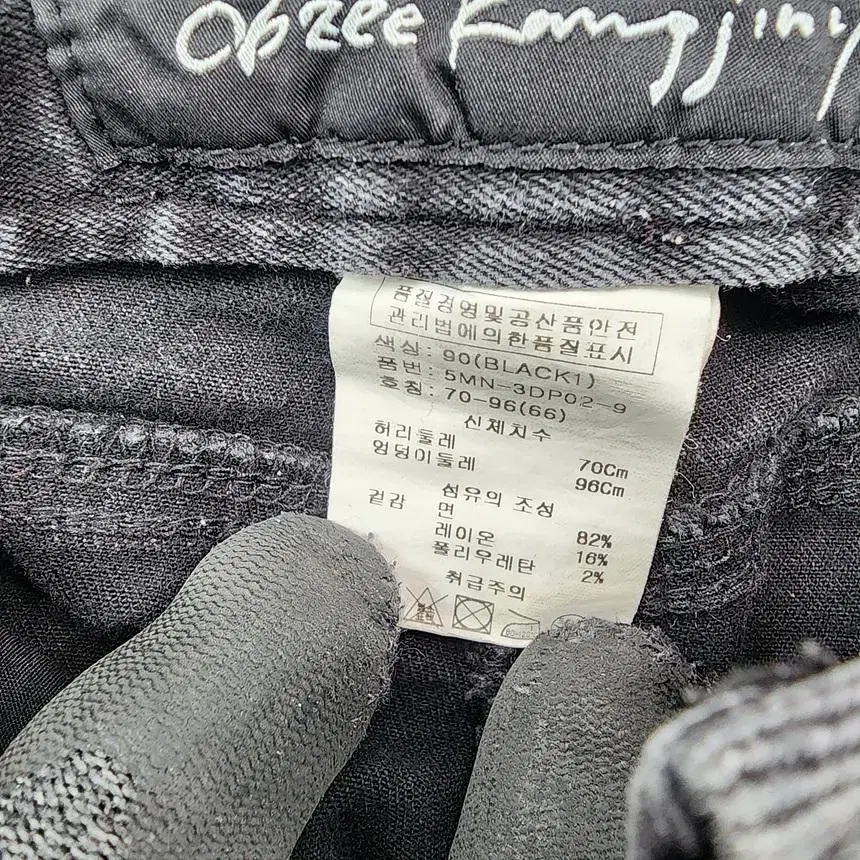 obzee Kangjiny
품질경영및공산품안전
관리법에의한품질표시
색상: 90(BLACK1)
품번: 5MN-3DP02-9
호칭: 70-96(66)
신체치수
허리둘레 70Cm
엉덩이둘레 96Cm
섬유의 조성
겉감 면 82%
레이온 16%
폴리우레탄 2%
취급주의